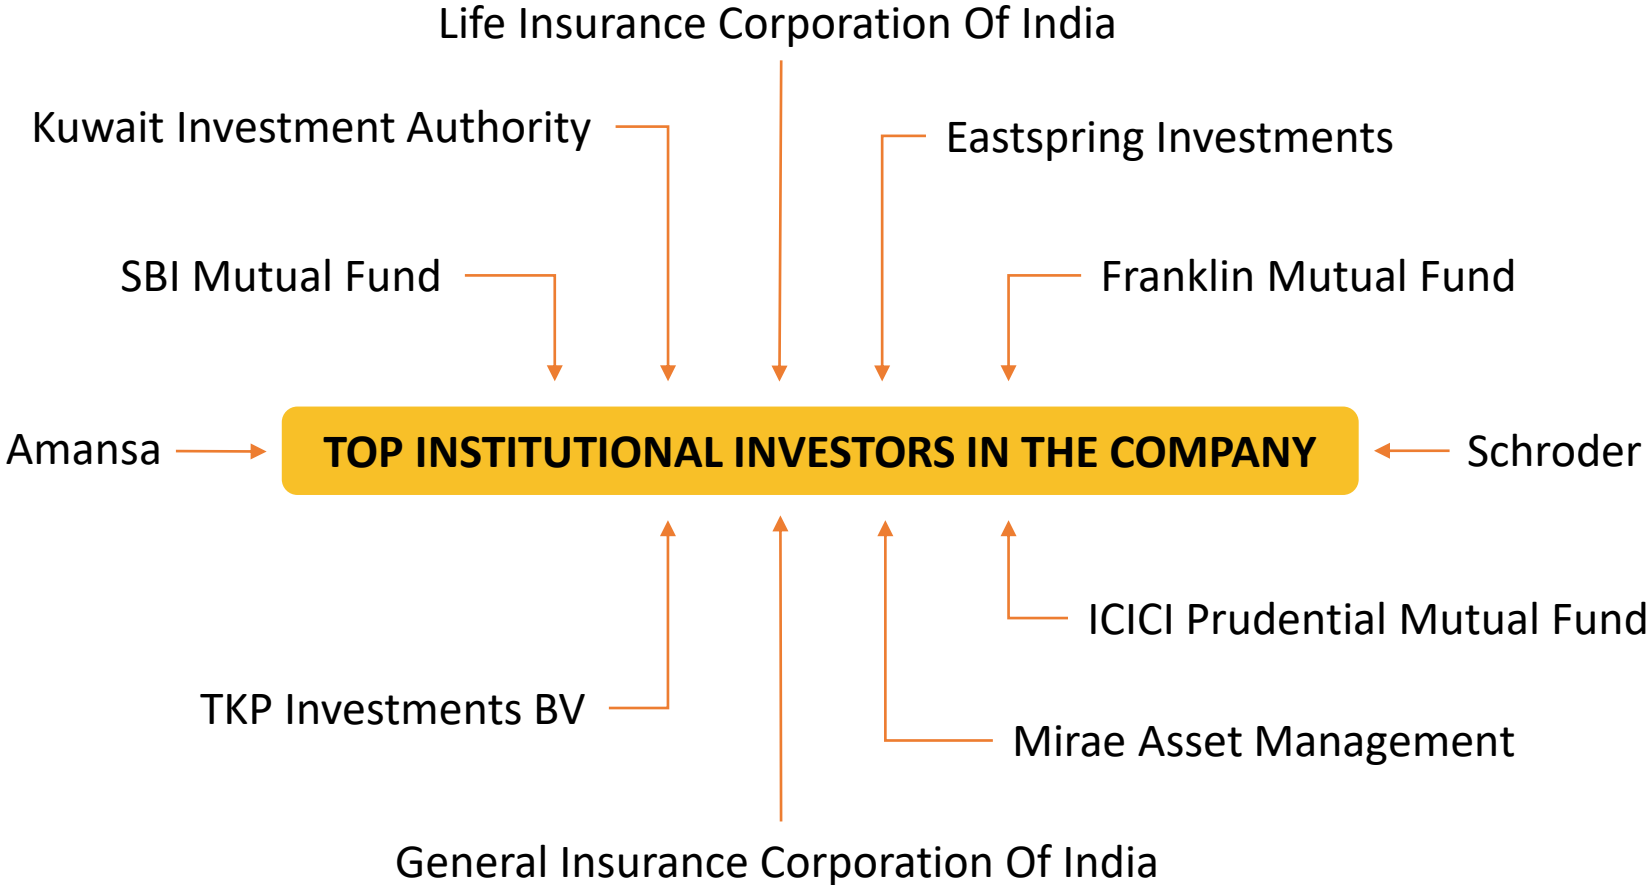 Life Insurance Corporation Of India
Kuwait Investment Authority
Eastspring Investments
SBI Mutual Fund
Franklin Mutual Fund
Amansa
TOP INSTITUTIONAL INVESTORS IN THE COMPANY
Schroder
ICICI Prudential Mutual Fund
TKP Investments BV
Mirae Asset Management
General Insurance Corporation Of India